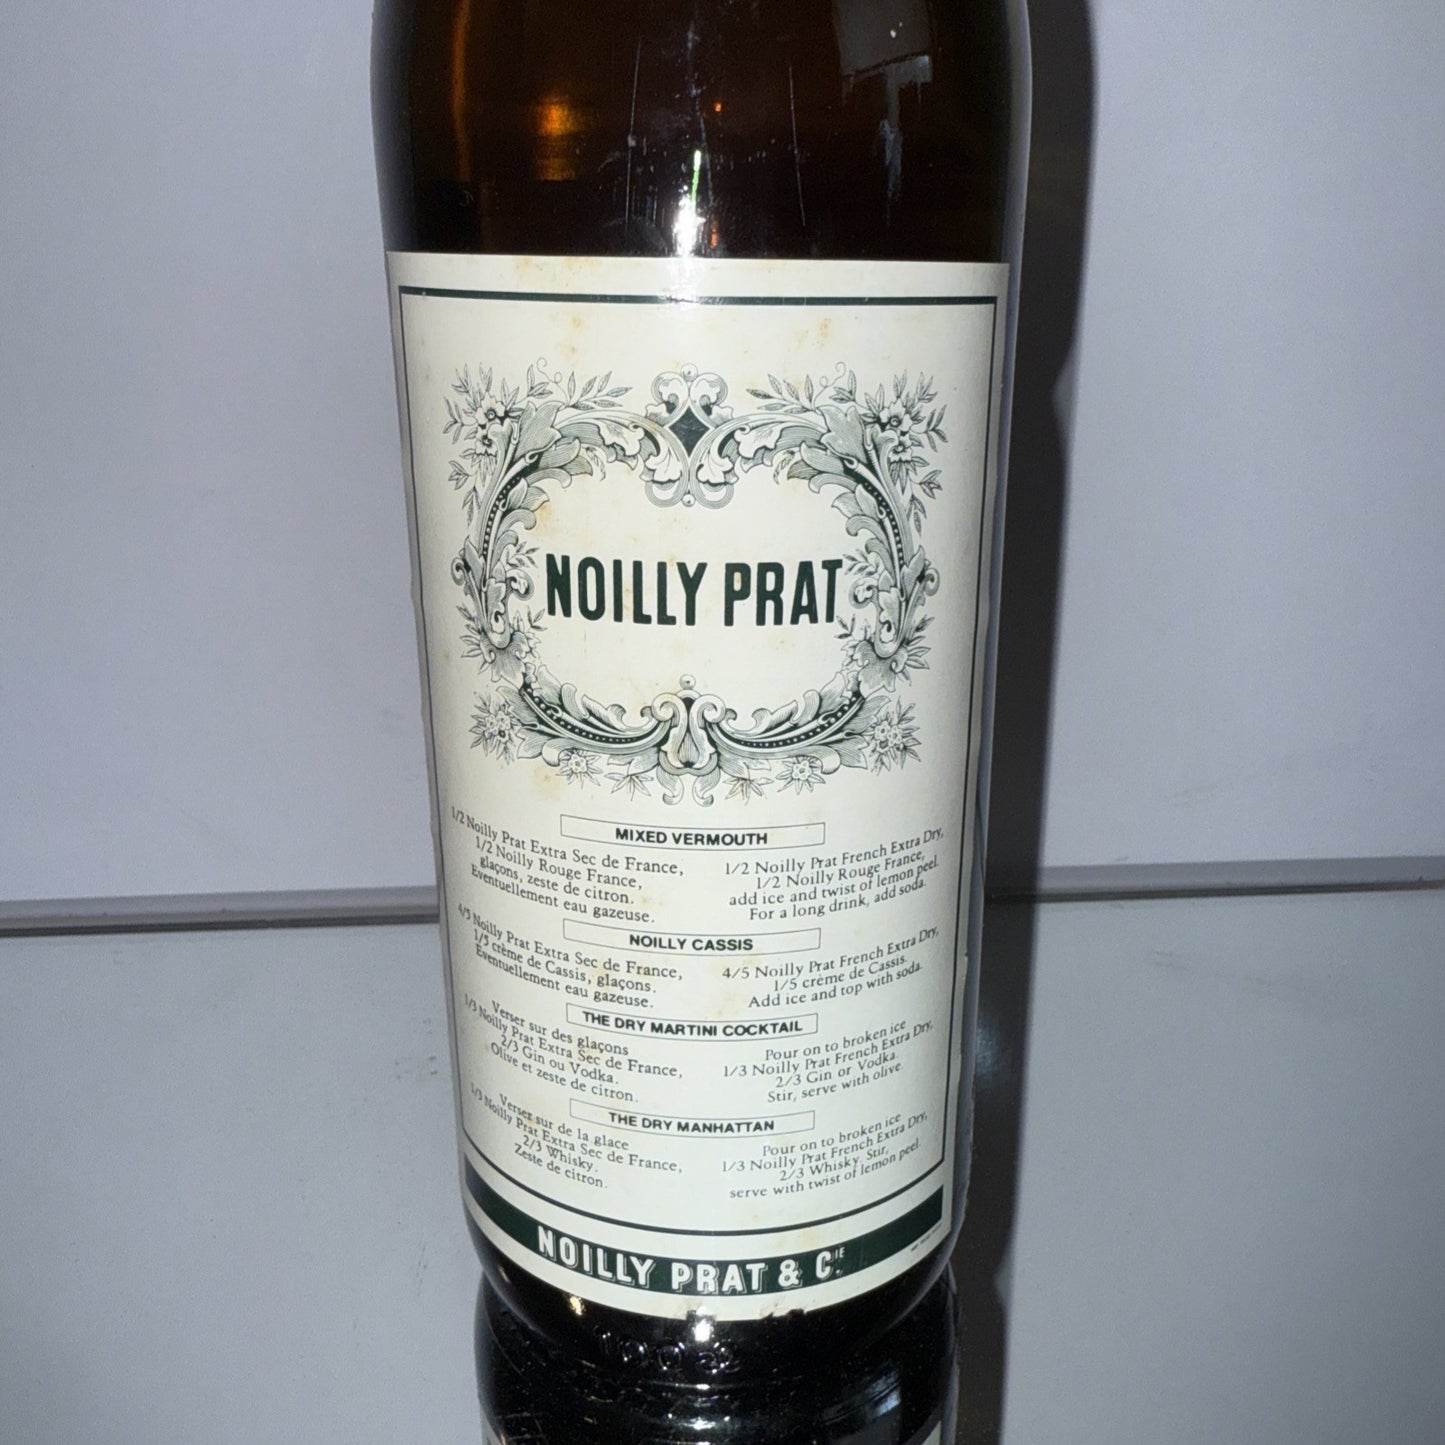 NOILLY PRAT
MIXED VERMOUTH
1/2 Noilly Prat Extra Sec de France,
1/2 Noilly Rouge France,
glaçons, zeste de citron.
Eventuellement eau gazeuse.
1/2 Noilly Prat French Extra Dry,
1/2 Noilly Rouge France,
add ice and twist of lemon peel.
For a long drink, add soda.
NOILLY CASSIS
4/5 Noilly Prat Extra Sec de France,
1/5 crème de Cassis, glaçons.
Eventuellement eau gazeuse.
4/5 Noilly Prat French Extra Dry,
1/5 crème de Cassis.
Add ice and top with soda.
THE DRY MARTINI COCKTAIL
Verser sur des glaçons
1/3 Noilly Prat Extra Sec de France,
2/3 Gin ou Vodka.
Olive et zeste de citron.
Pour on to broken ice
1/3 Noilly Prat French Extra Dry,
2/3 Gin or Vodka.
Stir, serve with olive.
THE DRY MANHATTAN
Verser sur de la glace
1/3 Noilly Prat Extra Sec de France,
2/3 Whisky.
Zeste de citron.
Pour on to broken ice
1/3 Noilly Prat French Extra Dry,
2/3 Whisky. Stir,
serve with twist of lemon peel.
NOILLY PRAT & CIE.